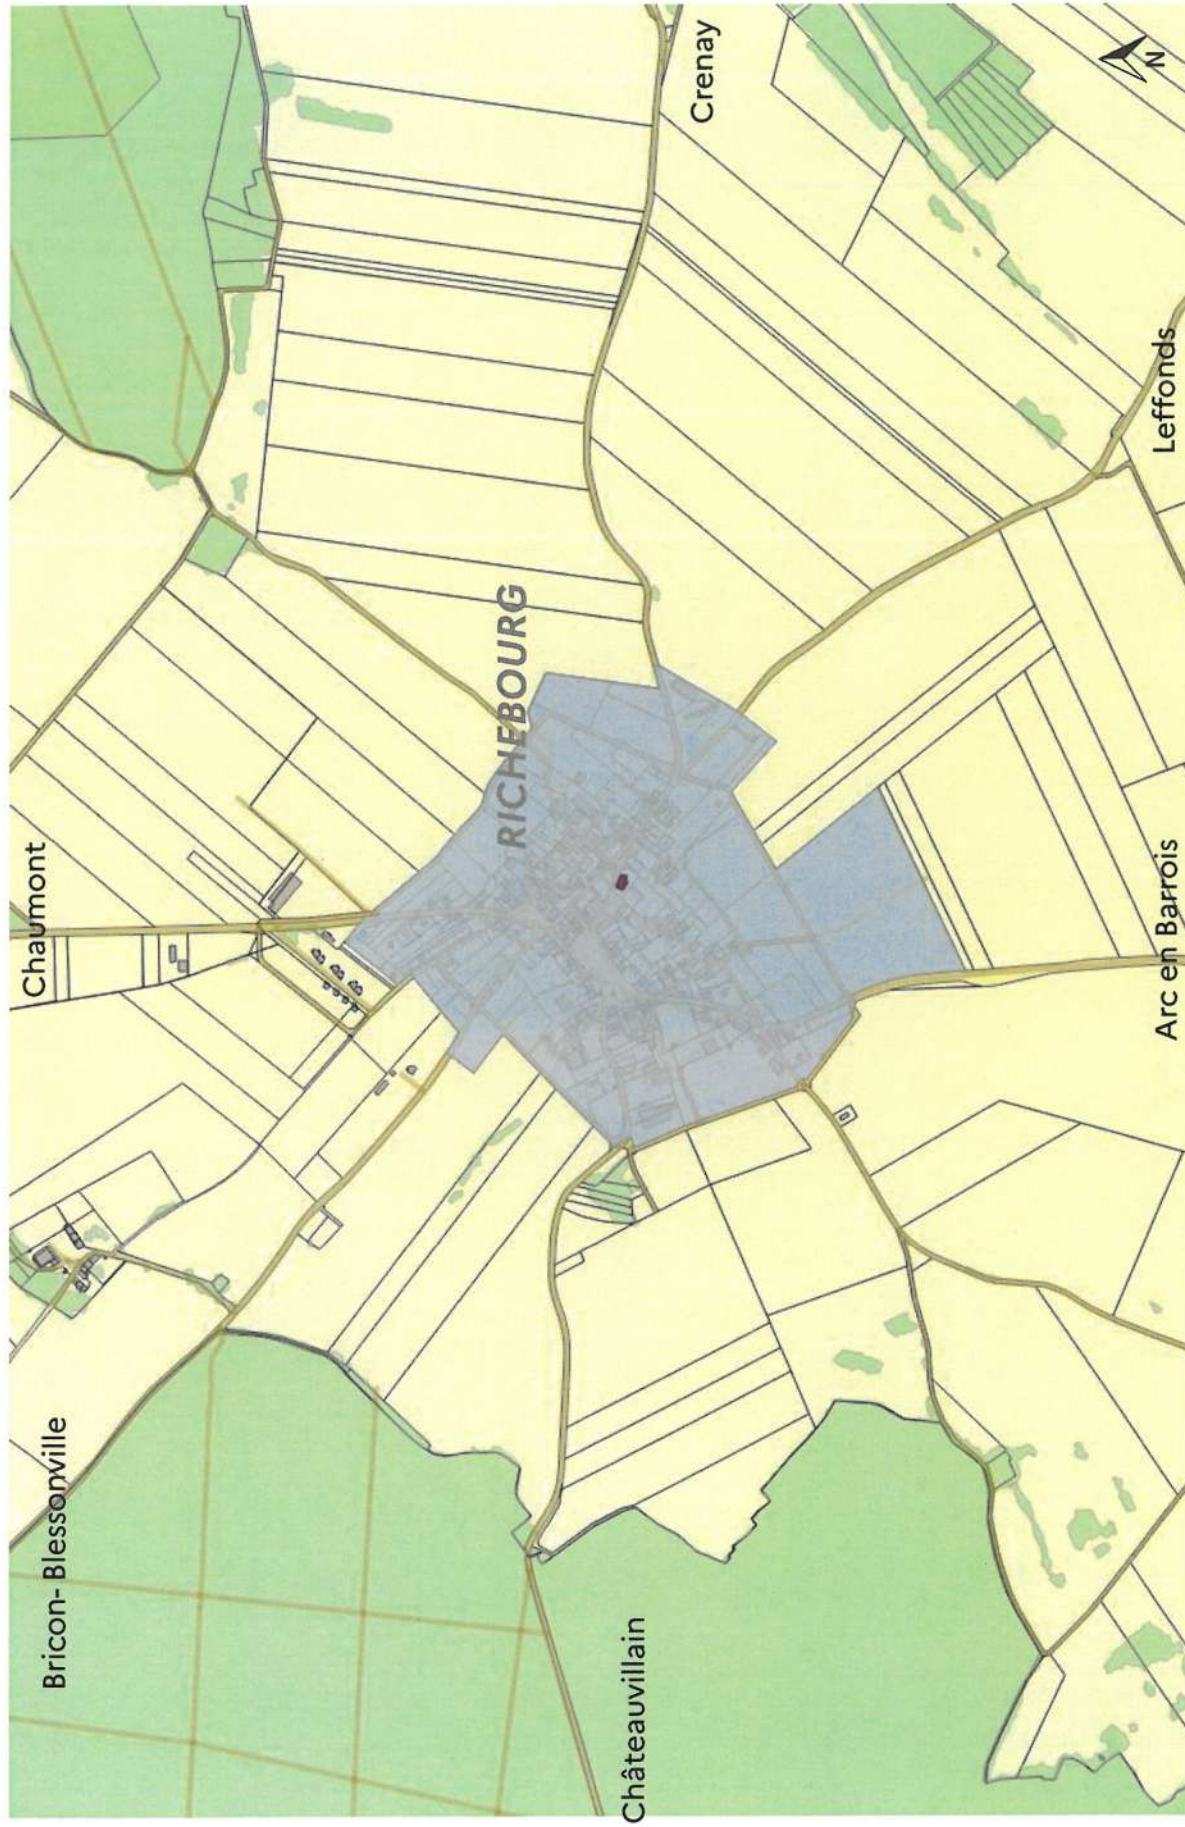 Bricon- Blessonville
Chaumont
RICHEBOURG
Châteauvillain
Crenay
Arc en Barrois
Leffonds
N